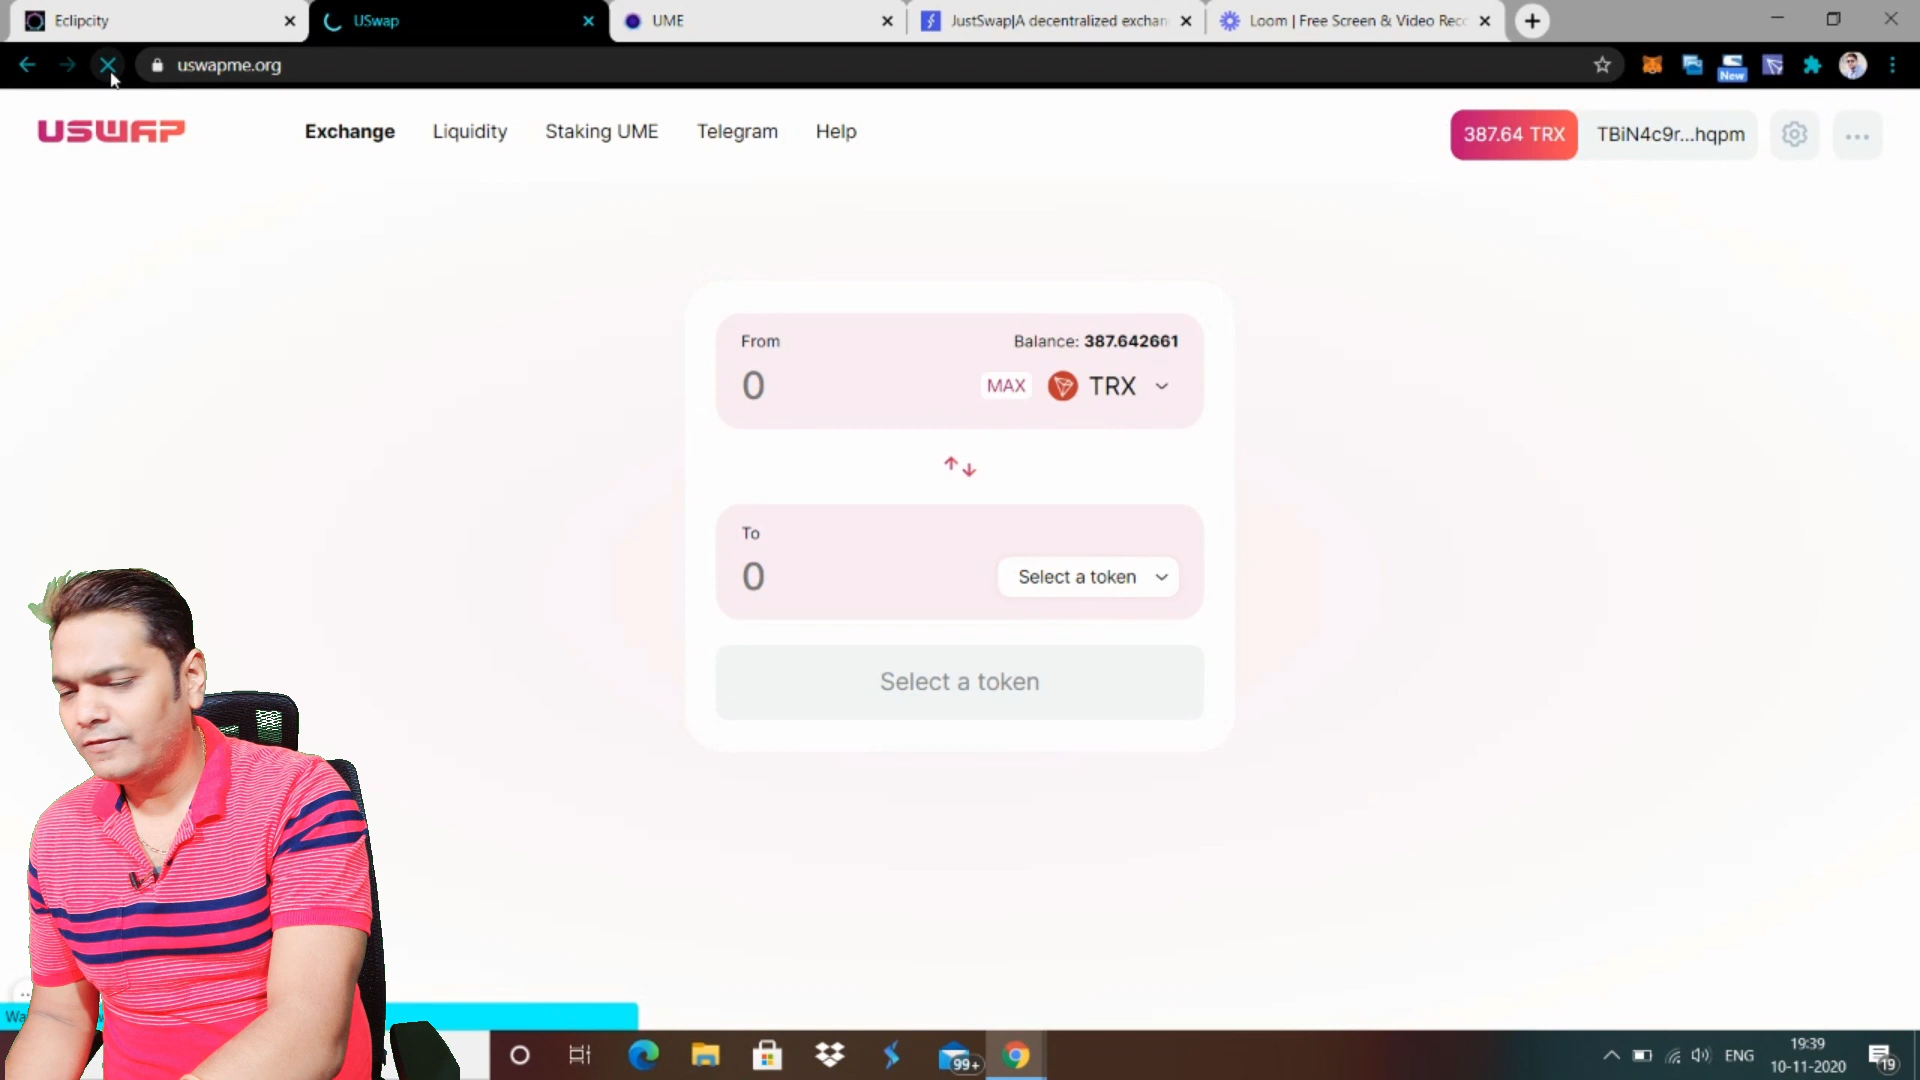 Eclipcity
USwap
UME
JustSwap|A decentralized exchan
Loom | Free Screen & Video Rec
uswapme.org
New
USWAP
Exchange
Liquidity
Staking UME
Telegram
Help
387.64 TRX
TBiN4c9r...hqpm
From
Balance: 387.642661
0
MAX
TRX
To
0
Select a token
Select a token
Wa
99+
ENG
19:39
10-11-2020
19